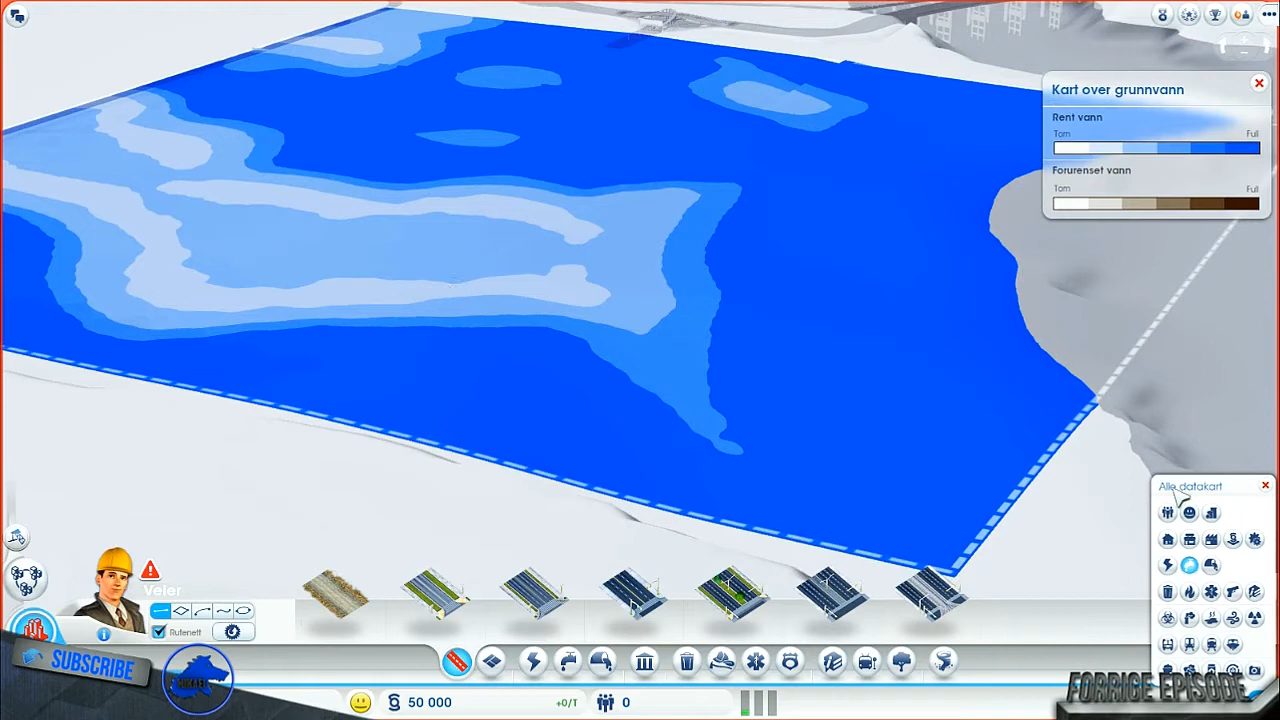 Kart over grunnvann
Rent vann
Tom Full
Forurenset vann
Tom Full
Alle datakart
Veier
Rutenett
SUBSCRIBE
50 000
+0/T
0
FORRIGE EPISODE